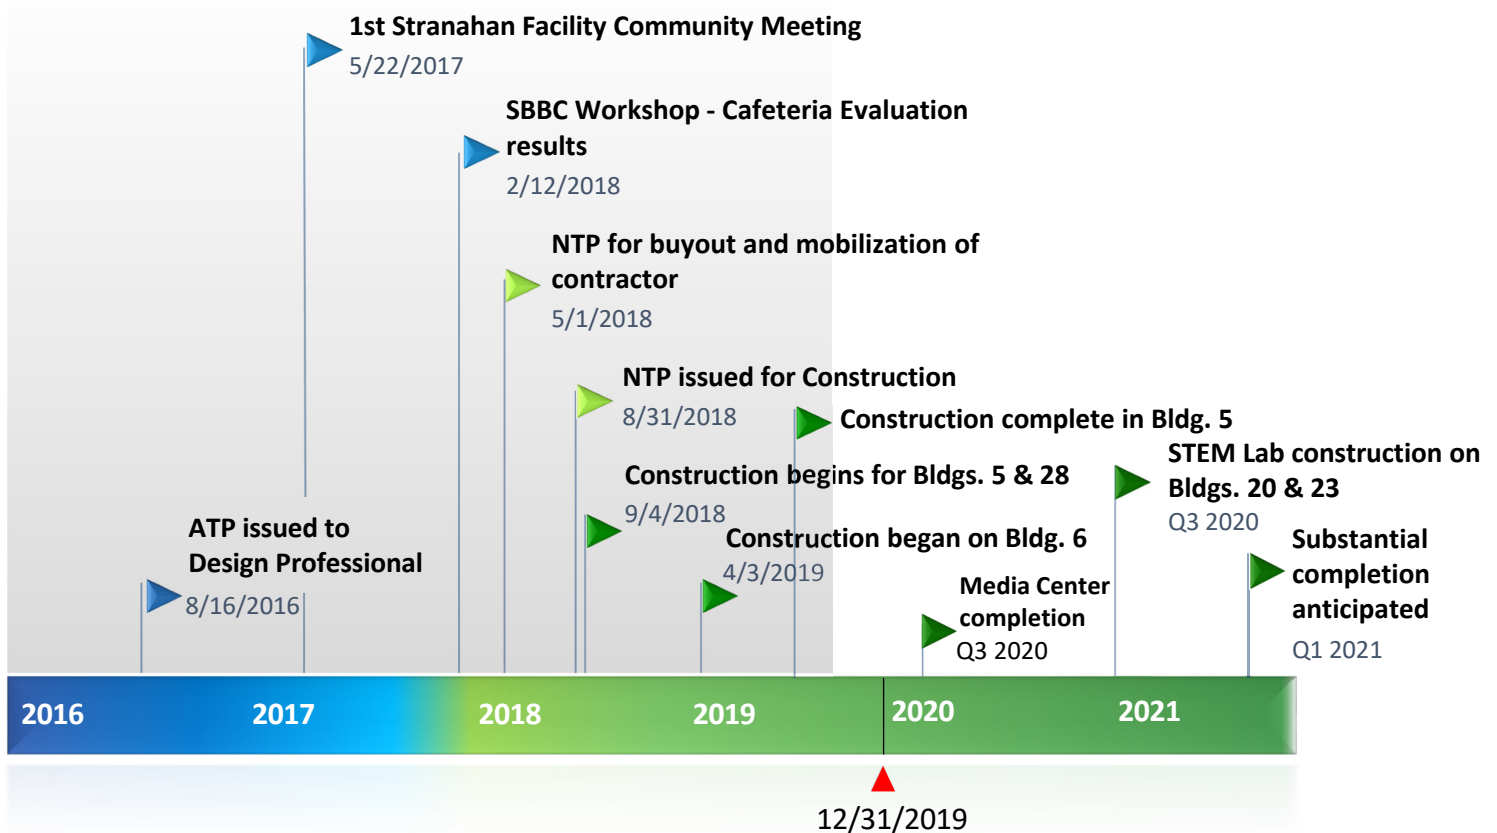 1st Stranahan Facility Community Meeting
5/22/2017
SBBC Workshop - Cafeteria Evaluation
results
2/12/2018
NTP for buyout and mobilization of
contractor
5/1/2018
NTP issued for Construction
8/31/2018
Construction complete in Bldg. 5
Construction begins for Bldgs. 5 & 28
9/4/2018
STEM Lab construction on
Bldgs. 20 & 23
Q3 2020
ATP issued to
Design Professional
8/16/2016
Construction began on Bldg. 6
4/3/2019
Media Center
completion
Q3 2020
Substantial
completion
anticipated
Q1 2021
2016
2017
2018
2019
2020
2021
12/31/2019